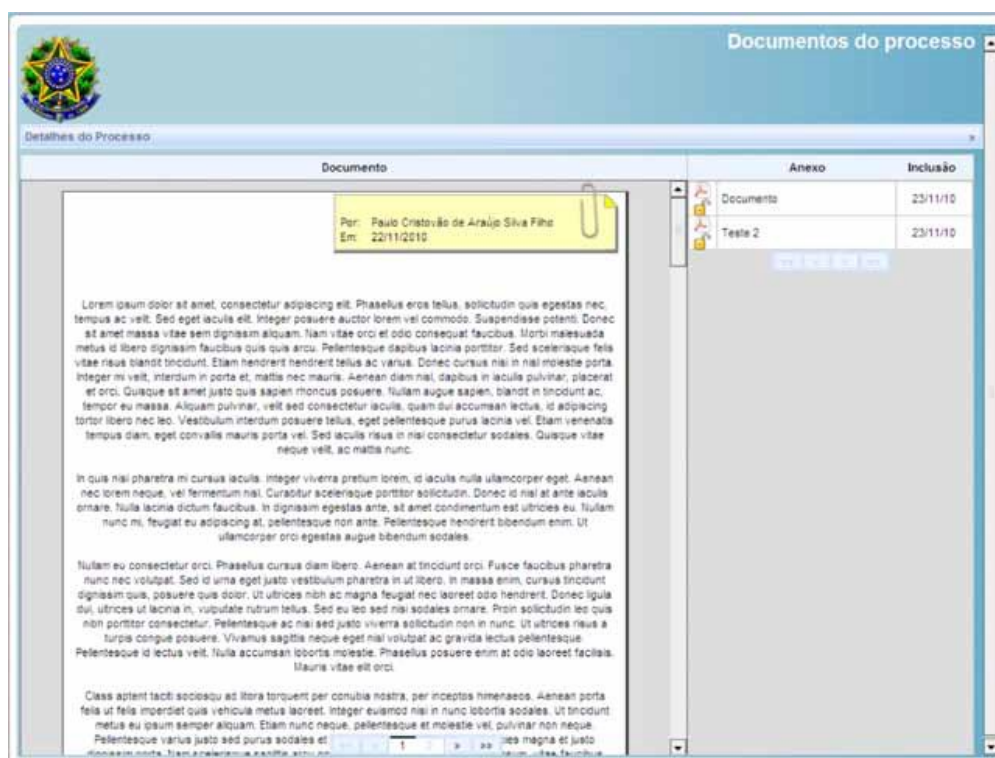 Documentos do processo
Detalhes do Processo
Documento
Anexo
Inclusão
Por: Paulo Cristovão de Araújo Silva Filho
Em: 22/11/2010
Documento
23/11/10
Teste 2
23/11/10
Lorem ipsum dolor sit amet, consectetur adipiscing elit. Phasellus eros tellus, sollicitudin quis egestas nec,
tempus ac velit. Sed eget iaculis elit. Integer posuere auctor lorem vel commodo. Suspendisse potenti. Donec
sit amet massa vitae sem dignissim aliquam. Nam vitae orci et odio consequat faucibus. Morbi malesuada
metus id libero dignissim faucibus quis quis arcu. Pellentesque dapibus lacinia porttitor. Sed scelerisque felis
vitae risus blandit tincidunt. Etiam hendrerit hendrerit tellus ac varius. Donec cursus nisi in nisl molestie porta.
Integer mi velit, interdum in porta et, mattis nec mauris. Aenean diam nisl, dapibus in iaculis pulvinar, placerat
et orci. Quisque sit amet justo quis sapien rhoncus posuere. Nullam augue sapien, blandit in tincidunt ac,
tempor eu massa. Aliquam pulvinar, velit sed consectetur iaculis, quam dui accumsan lectus, id adipiscing
tortor libero nec leo. Vestibulum interdum posuere tellus, eget pellentesque purus lacinia vel. Etiam venenatis
tempus diam, eget convallis mauris porta vel. Sed iaculis risus in nisi consectetur sodales. Quisque vitae
neque velit, ac mattis nunc.
In quis nisl pharetra mi cursus iaculis. Integer viverra pretium lorem, id iaculis nulla ullamcorper eget. Aenean
nec lorem neque, vel fermentum nisl. Curabitur scelerisque porttitor sollicitudin. Donec id nisl at ante iaculis
ornare. Nulla lacinia dictum faucibus. In dignissim egestas ante, sit amet condimentum est ultricies eu. Nullam
nunc mi, feugiat eu adipiscing at, pellentesque non ante. Pellentesque hendrerit bibendum enim. Ut
ullamcorper orci egestas augue bibendum sodales.
Nullam eu consectetur orci. Phasellus cursus diam libero. Aenean at tincidunt orci. Fusce faucibus pharetra
nunc nec volutpat. Sed id urna eget justo vestibulum pharetra in ut libero. In massa enim, cursus tincidunt
dignissim quis, posuere quis dolor. Ut ultrices nibh ac magna feugiat nec laoreet odio hendrerit. Donec ligula
dui, ultrices ut lacinia in, vulputate rutrum tellus. Sed eu leo sed nisi sodales ornare. Proin sollicitudin leo quis
nibh porttitor consectetur. Pellentesque ac nisi sed justo viverra sollicitudin non in nunc. Ut ultrices risus a
turpis congue posuere. Vivamus sagittis neque eget nisl volutpat ac gravida lectus pellentesque.
Pellentesque id lectus velit. Nulla accumsan lobortis molestie. Phasellus posuere enim at odio laoreet facilisis.
Mauris vitae elit orci.
Class aptent taciti sociosqu ad litora torquent per conubia nostra, per inceptos himenaeos. Aenean porta
felis ut felis imperdiet quis vehicula metus laoreet. Integer euismod nisi in nunc lobortis sodales. Ut tincidunt
metus eu ipsum semper aliquam. Etiam nunc neque, pellentesque et molestie vel, pulvinar non neque.
Pellentesque varius justo sed purus sodales et
magna et justo
1